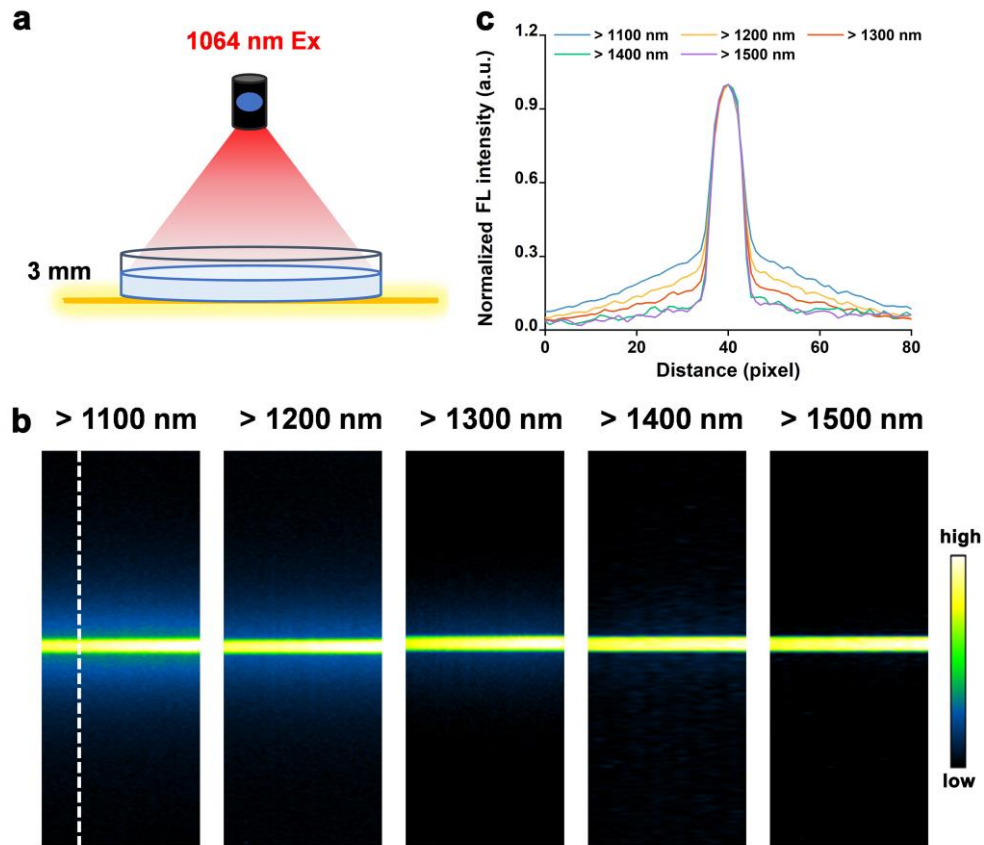 a
1064 nm Ex
3 mm
c
Normalized FL intensity (a.u.)
1.2
0.9
0.6
0.3
0.0
> 1100 nm > 1200 nm > 1300 nm
> 1400 nm > 1500 nm
0 20 40 60 80
Distance (pixel)
b
> 1100 nm > 1200 nm > 1300 nm > 1400 nm > 1500 nm
high
low